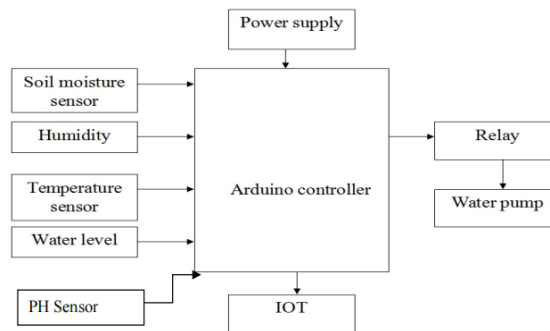 Power supply
Soil moisture
sensor
Humidity
Temperature
sensor
Water level
PH Sensor
Arduino controller
Relay
Water pump
IOT